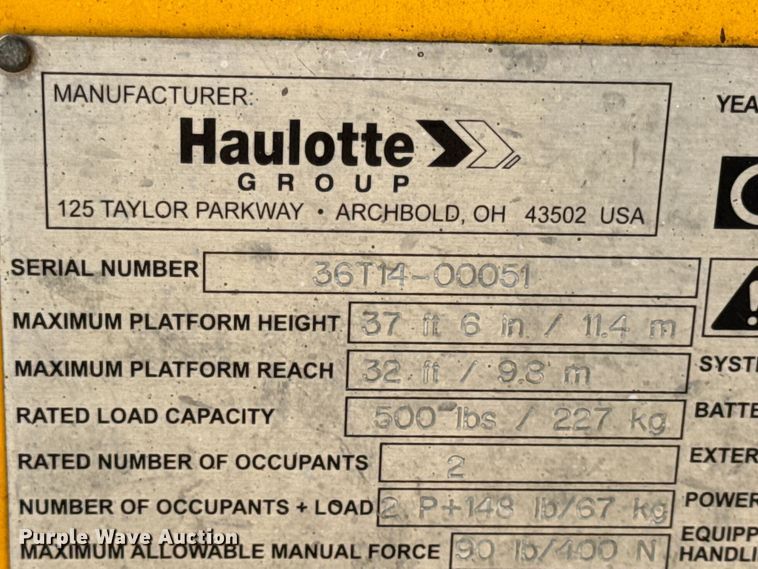 MANUFACTURER:
Haulotte
GROUP
125 TAYLOR PARKWAY • ARCHBOLD, OH 43502 USA
YEA
SERIAL NUMBER 36T14-00051
MAXIMUM PLATFORM HEIGHT 37 ft 6 in / 11.4 m
MAXIMUM PLATFORM REACH 32 ft / 9.8 m
SYSTE
RATED LOAD CAPACITY 500 lbs / 227 kg
BATTE
RATED NUMBER OF OCCUPANTS 2
EXTER
NUMBER OF OCCUPANTS + LOAD 2 P+148 lb/67 kg
POWER
Purple Wave Auction
MAXIMUM ALLOWABLE MANUAL FORCE 90 lb/400 N
EQUIPP
HANDLI